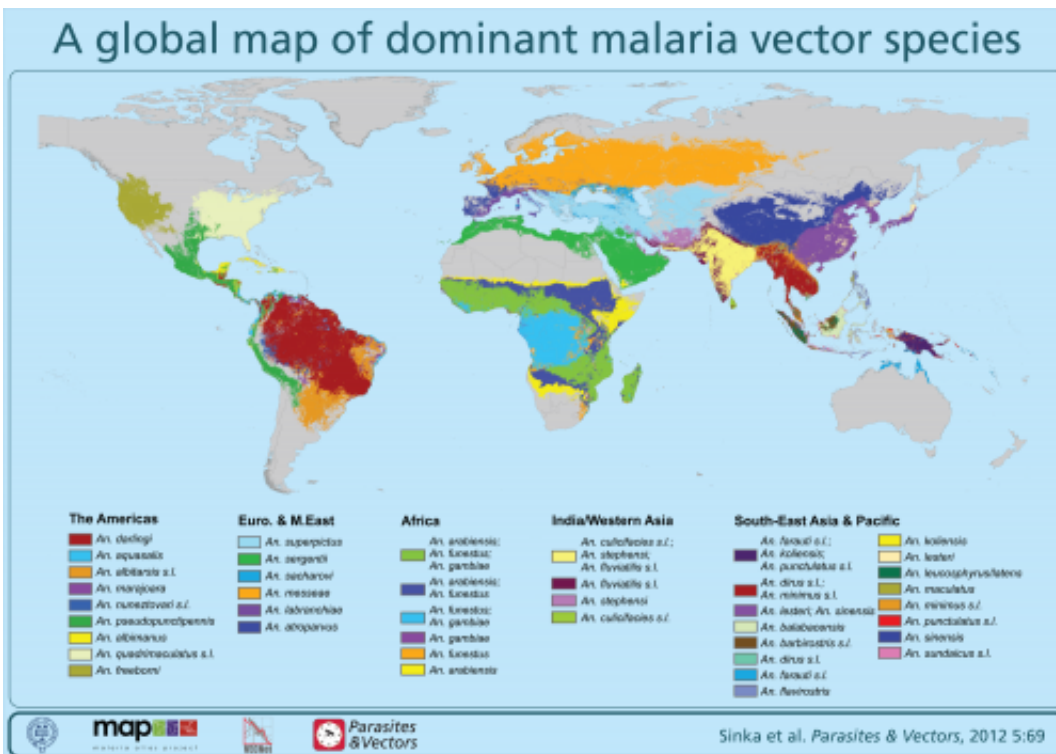 A global map of dominant malaria vector species
The Americas
An. darlingi
An. aquasalis
An. albitarsis s.l.
An. marajoara
An. nuneztovari s.l.
An. pseudopunctipennis
An. albimanus
An. quadrimaculatus s.l.
An. freeborni
Euro. & M.East
An. superpictus
An. sergentii
An. sacharovi
An. messeae
An. labranchiae
An. atroparvus
Africa
An. arabiensis;
An. funestus;
An. gambiae
An. arabiensis;
An. funestus
An. funestus;
An. gambiae
An. gambiae
An. funestus
An. arabiensis
India/Western Asia
An. culicifacies s.l.;
An. stephensi;
An. fluviatilis s.l.
An. fluviatilis s.l.
An. stephensi
An. culicifacies s.l.
South-East Asia & Pacific
An. farauti s.l.;
An. koliensis;
An. punctulatus s.l.
An. dirus s.l.;
An. minimus s.l.
An. lesteri; An. sinensis
An. balabacensis
An. barbirostris s.l.
An. dirus s.l.
An. farauti s.l.
An. flavirostris
An. koliensis
An. lesteri
An. leucosphyrus/latens
An. maculatus
An. minimus s.l.
An. punctulatus s.l.
An. sinensis
An. sundaicus s.l.
map
malaria atlas project
Parasites
&Vectors
Sinka et al. Parasites & Vectors, 2012 5:69